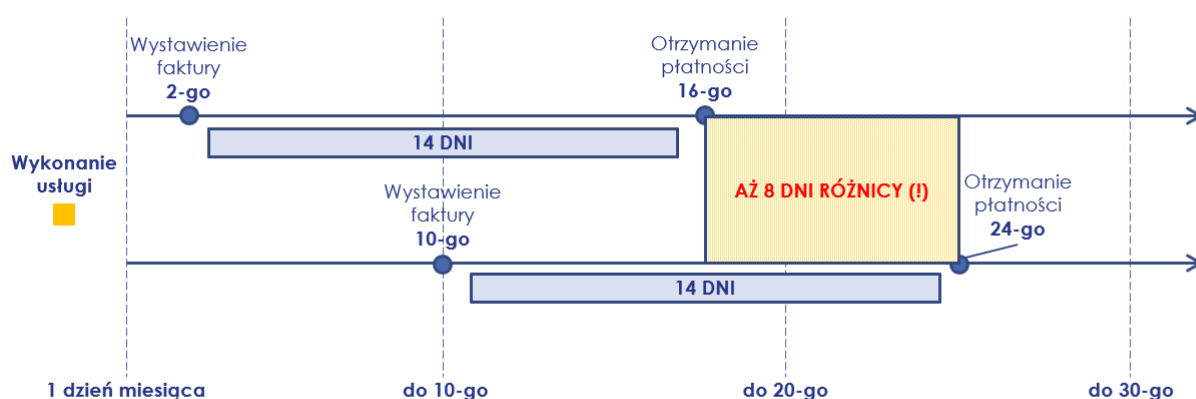 Wystawienie
faktury
2-go
Otrzymanie
płatności
16-go
14 DNI
Wykonanie
usługi
Wystawienie
faktury
10-go
AŻ 8 DNI RÓŻNICY (!)
Otrzymanie
płatności
24-go
14 DNI
1 dzień miesiąca
do 10-go
do 20-go
do 30-go